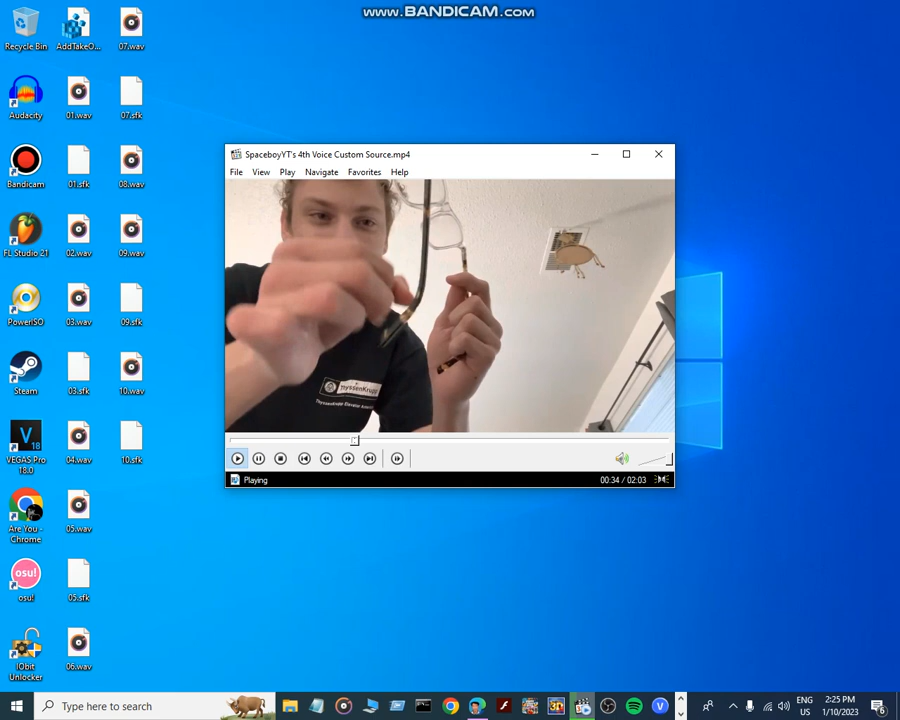 www.BANDICAM.com
Recycle Bin
AddTakeO...
07.wav
Audacity
01.wav
07.sfk
Bandicam
01.sfk
08.wav
FL Studio 21
02.wav
09.wav
PowerISO
03.wav
09.sfk
Steam
03.sfk
10.wav
V
18
VEGAS Pro
18.0
04.wav
10.sfk
Are You -
Chrome
05.wav
osu!
osu!
05.sfk
IObit
Unlocker
06.wav
SpaceboyYT's 4th Voice Custom Source.mp4
File View Play Navigate Favorites Help
ThyssenKrupp
Playing
00:34 / 02:03
Type here to search
ENG
US
2:25 PM
1/10/2023
6